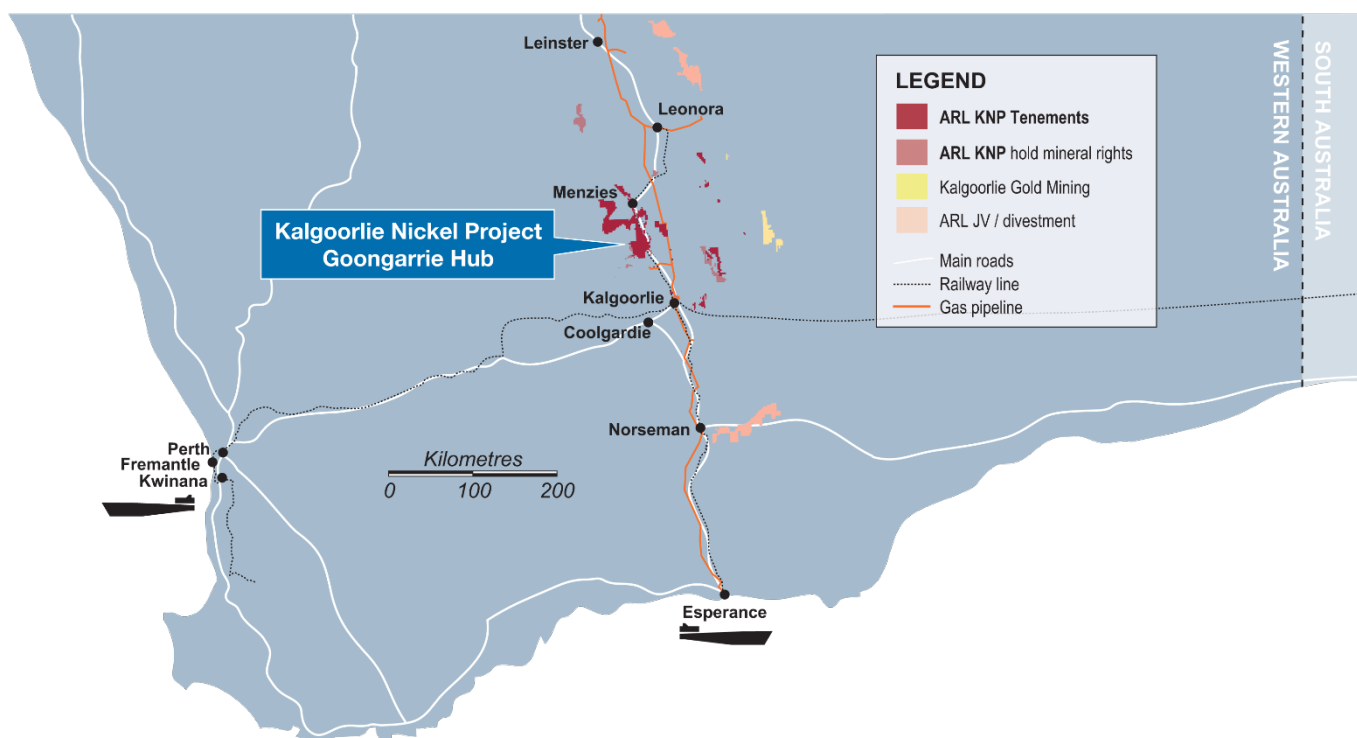 Leinster
Leonora
Menzies
Kalgoorlie Nickel Project
Goongarrie Hub
Kalgoorlie
Coolgardie
Norseman
Perth
Fremantle
Kwinana
Kilometres
0 100 200
Esperance
LEGEND
ARL KNP Tenements
ARL KNP hold mineral rights
Kalgoorlie Gold Mining
ARL JV / divestment
Main roads
Railway line
Gas pipeline
WESTERN AUSTRALIA
SOUTH AUSTRALIA